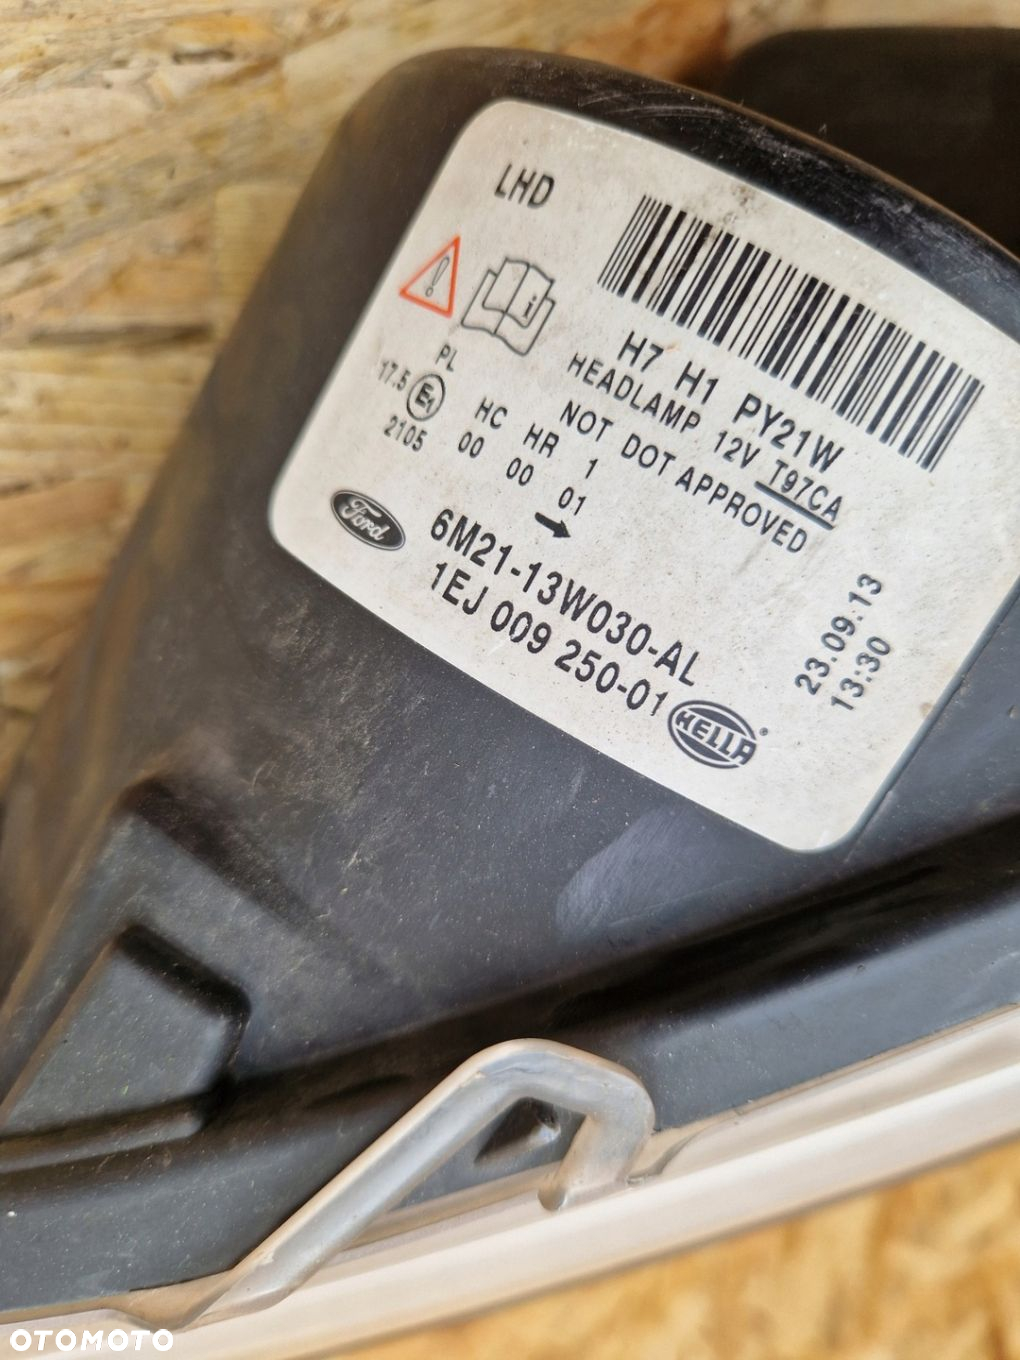 LHD
H7 H1 PY21W
HEADLAMP 12V T97CA
NOT DOT APPROVED
PL
17.5 E1 HC HR 1
2105 00 00 01
Ford
6M21-13W030-AL
1EJ 009 250-01
HELLA
23.09.13
13:30
OTOMOTO